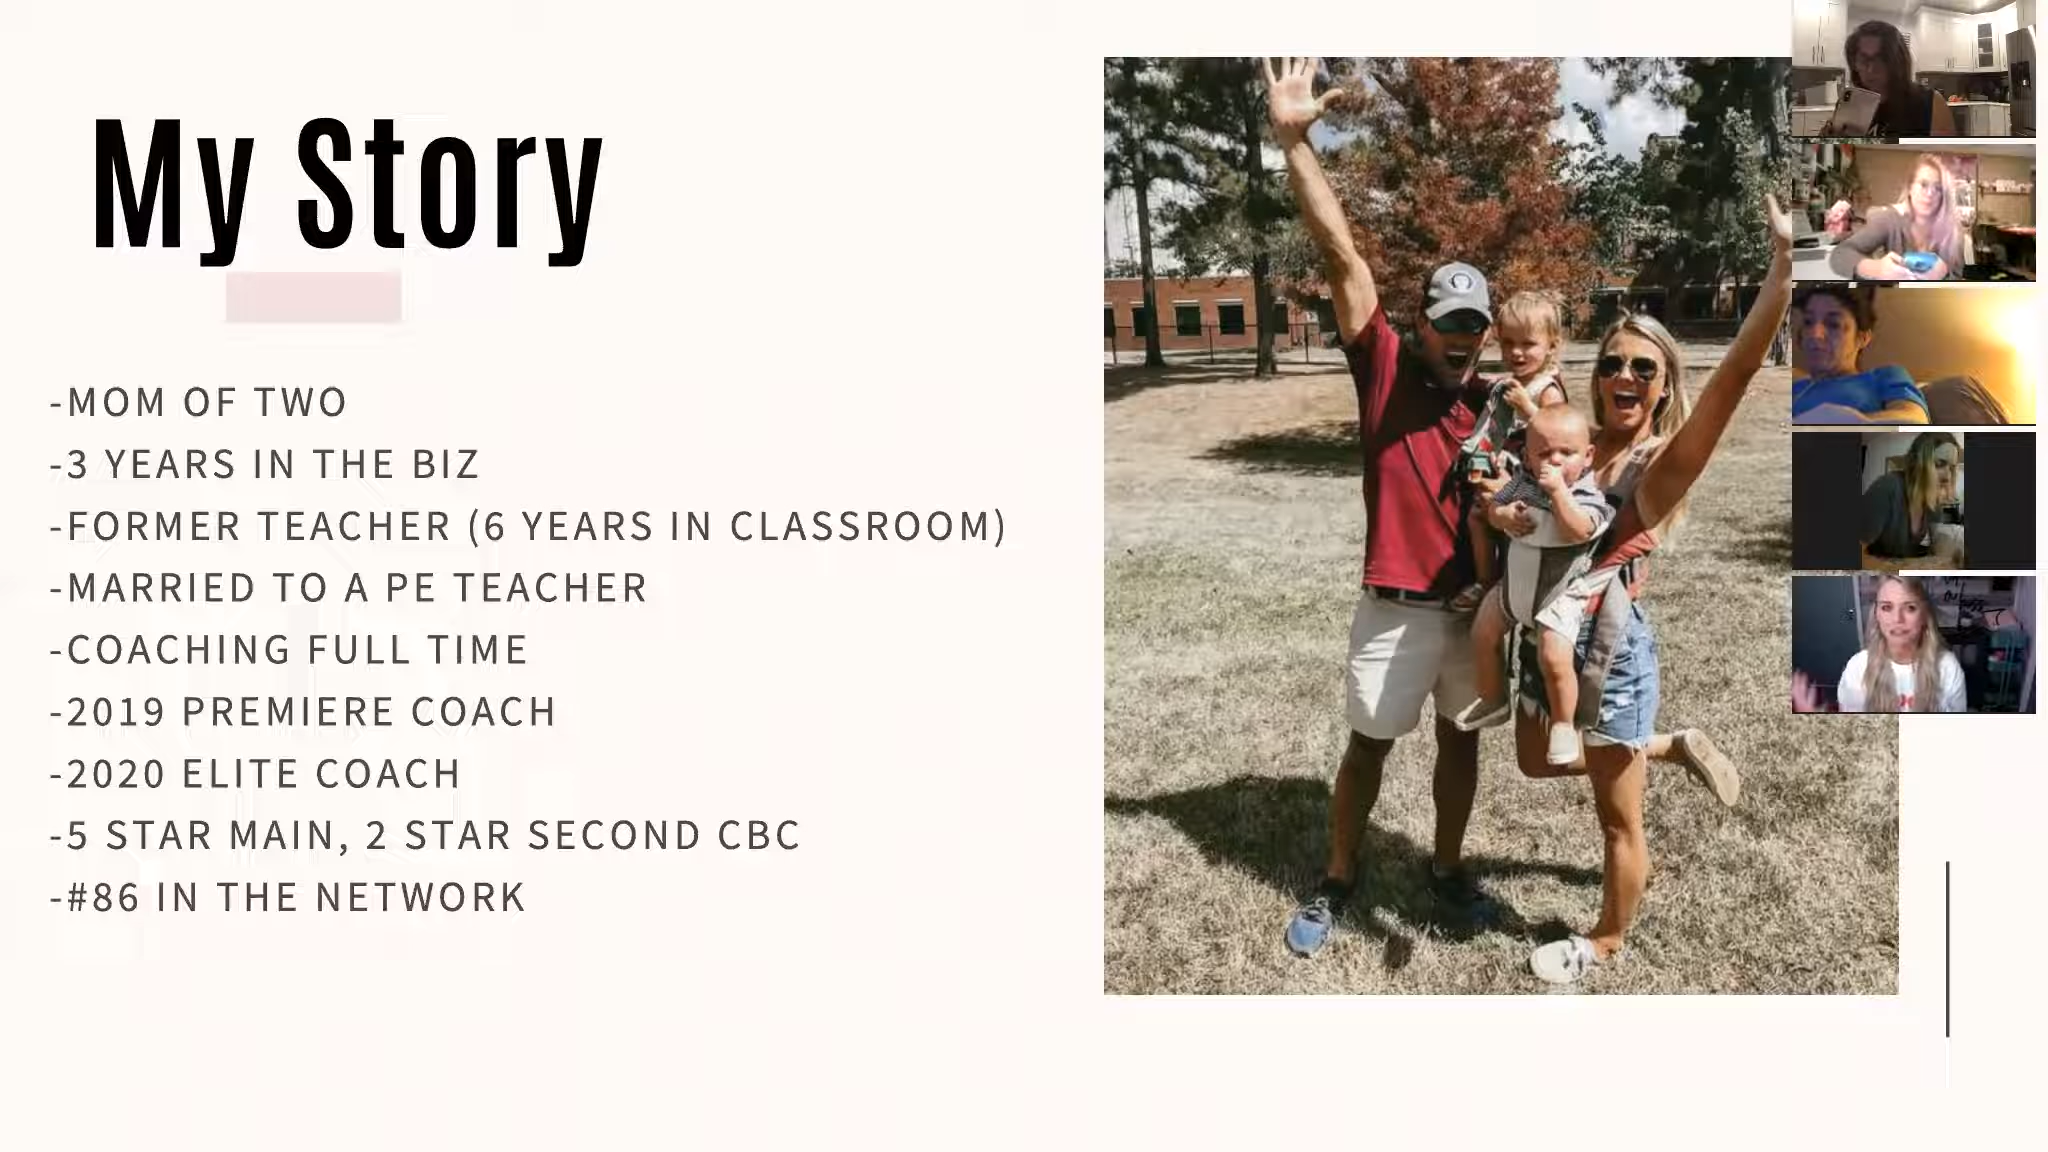 My Story
-MOM OF TWO
-3 YEARS IN THE BIZ
-FORMER TEACHER (6 YEARS IN CLASSROOM)
-MARRIED TO A PE TEACHER
-COACHING FULL TIME
-2019 PREMIERE COACH
-2020 ELITE COACH
-5 STAR MAIN, 2 STAR SECOND CBC
-#86 IN THE NETWORK